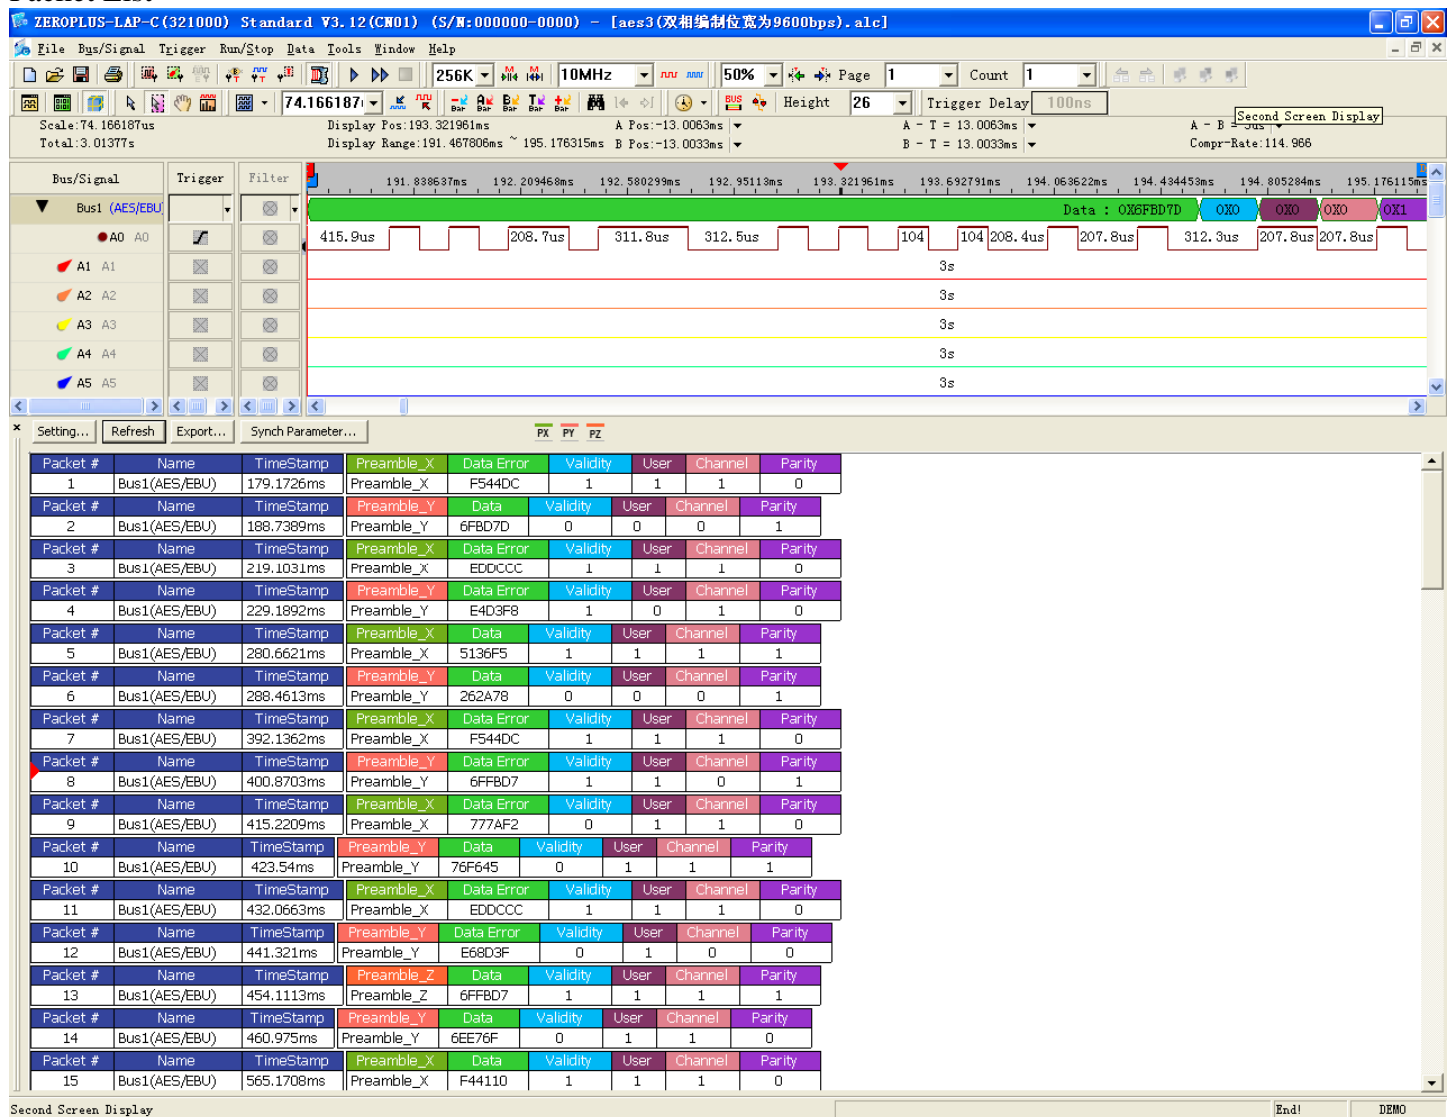 Packet List
ZEROPLUS-LAP-C(321000) Standard V3.12(CN01) (S/N:000000-0000) - [aes3(双相编制位宽为9600bps).alc]
File Bus/Signal Trigger Run/Stop Data Tools Window Help
256K 10MHz 50% Page 1 Count 1
74.166187 Bar Bar Bar Bar Bar BUS Height 26 Trigger Delay 100ns
Second Screen Display
Scale:74.166187us Display Pos:193.321961ms A Pos:-13.0063ms A - T = 13.0063ms A - B = 3us
Total:3.01377s Display Range:191.467806ms ~ 195.176315ms B Pos:-13.0033ms B - T = 13.0033ms Compr-Rate:114.966
Bus/Signal Trigger Filter 191.838637ms 192.209468ms 192.580299ms 192.95113ms 193.321961ms 193.692791ms 194.063622ms 194.434453ms 194.805284ms 195.176115ms
Bus1 (AES/EBU Data : 0X6FBD7D 0X0 0X0 0X0 0X1
A0 A0 415.9us 208.7us 311.8us 312.5us 104 104 208.4us 207.8us 312.3us 207.8us 207.8us
A1 A1 3s
A2 A2 3s
A3 A3 3s
A4 A4 3s
A5 A5 3s
Setting... Refresh Export... Synch Parameter... PX PY PZ
Packet # Name TimeStamp Preamble_X Data Error Validity User Channel Parity
1 Bus1(AES/EBU) 179.1726ms Preamble_X F544DC 1 1 1 0
Packet # Name TimeStamp Preamble_Y Data Validity User Channel Parity
2 Bus1(AES/EBU) 188.7389ms Preamble_Y 6FBD7D 0 0 0 1
Packet # Name TimeStamp Preamble_X Data Error Validity User Channel Parity
3 Bus1(AES/EBU) 219.1031ms Preamble_X EDDCCC 1 1 1 0
Packet # Name TimeStamp Preamble_Y Data Error Validity User Channel Parity
4 Bus1(AES/EBU) 229.1892ms Preamble_Y E4D3F8 1 0 1 0
Packet # Name TimeStamp Preamble_X Data Validity User Channel Parity
5 Bus1(AES/EBU) 280.6621ms Preamble_X 5136F5 1 1 1 1
Packet # Name TimeStamp Preamble_Y Data Validity User Channel Parity
6 Bus1(AES/EBU) 288.4613ms Preamble_Y 262A78 0 0 0 1
Packet # Name TimeStamp Preamble_X Data Error Validity User Channel Parity
7 Bus1(AES/EBU) 392.1362ms Preamble_X F544DC 1 1 1 0
Packet # Name TimeStamp Preamble_Y Data Error Validity User Channel Parity
8 Bus1(AES/EBU) 400.8703ms Preamble_Y 6FFBD7 1 1 0 1
Packet # Name TimeStamp Preamble_X Data Error Validity User Channel Parity
9 Bus1(AES/EBU) 415.2209ms Preamble_X 777AF2 0 1 1 0
Packet # Name TimeStamp Preamble_Y Data Validity User Channel Parity
10 Bus1(AES/EBU) 423.54ms Preamble_Y 76F645 0 1 1 1
Packet # Name TimeStamp Preamble_X Data Error Validity User Channel Parity
11 Bus1(AES/EBU) 432.0663ms Preamble_X EDDCCC 1 1 1 0
Packet # Name TimeStamp Preamble_Y Data Error Validity User Channel Parity
12 Bus1(AES/EBU) 441.321ms Preamble_Y E68D3F 0 1 0 0
Packet # Name TimeStamp Preamble_Z Data Validity User Channel Parity
13 Bus1(AES/EBU) 454.1113ms Preamble_Z 6FFBD7 1 1 1 1
Packet # Name TimeStamp Preamble_Y Data Validity User Channel Parity
14 Bus1(AES/EBU) 460.975ms Preamble_Y 6EE76F 0 1 1 0
Packet # Name TimeStamp Preamble_X Data Validity User Channel Parity
15 Bus1(AES/EBU) 565.1708ms Preamble_X F44110 1 1 1 0
Second Screen Display End! DEMO